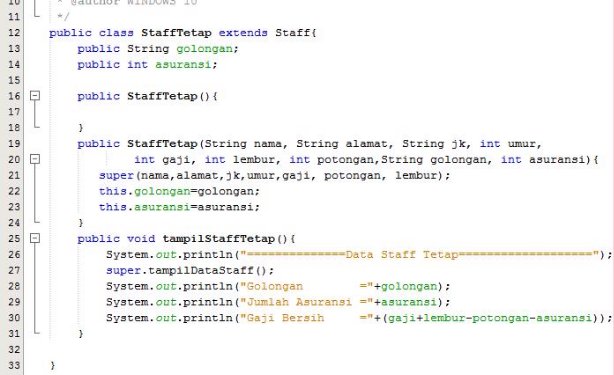 10 * @author WINDOWS 10
11 */
12 public class StaffTetap extends Staff{
13 public String golongan;
14 public int asuransi;
15
16 public StaffTetap(){
17
18 }
19 public StaffTetap(String nama, String alamat, String jk, int umur,
20 int gaji, int lembur, int potongan,String golongan, int asuransi){
21 super(nama,alamat,jk,umur,gaji, potongan, lembur);
22 this.golongan=golongan;
23 this.asuransi=asuransi;
24 }
25 public void tampilStaffTetap(){
26 System.out.println("==============Data Staff Tetap===================");
27 super.tampilDataStaff();
28 System.out.println("Golongan        ="+golongan);
29 System.out.println("Jumlah Asuransi ="+asuransi);
30 System.out.println("Gaji Bersih     ="+(gaji+lembur-potongan-asuransi));
31 }
32
33 }